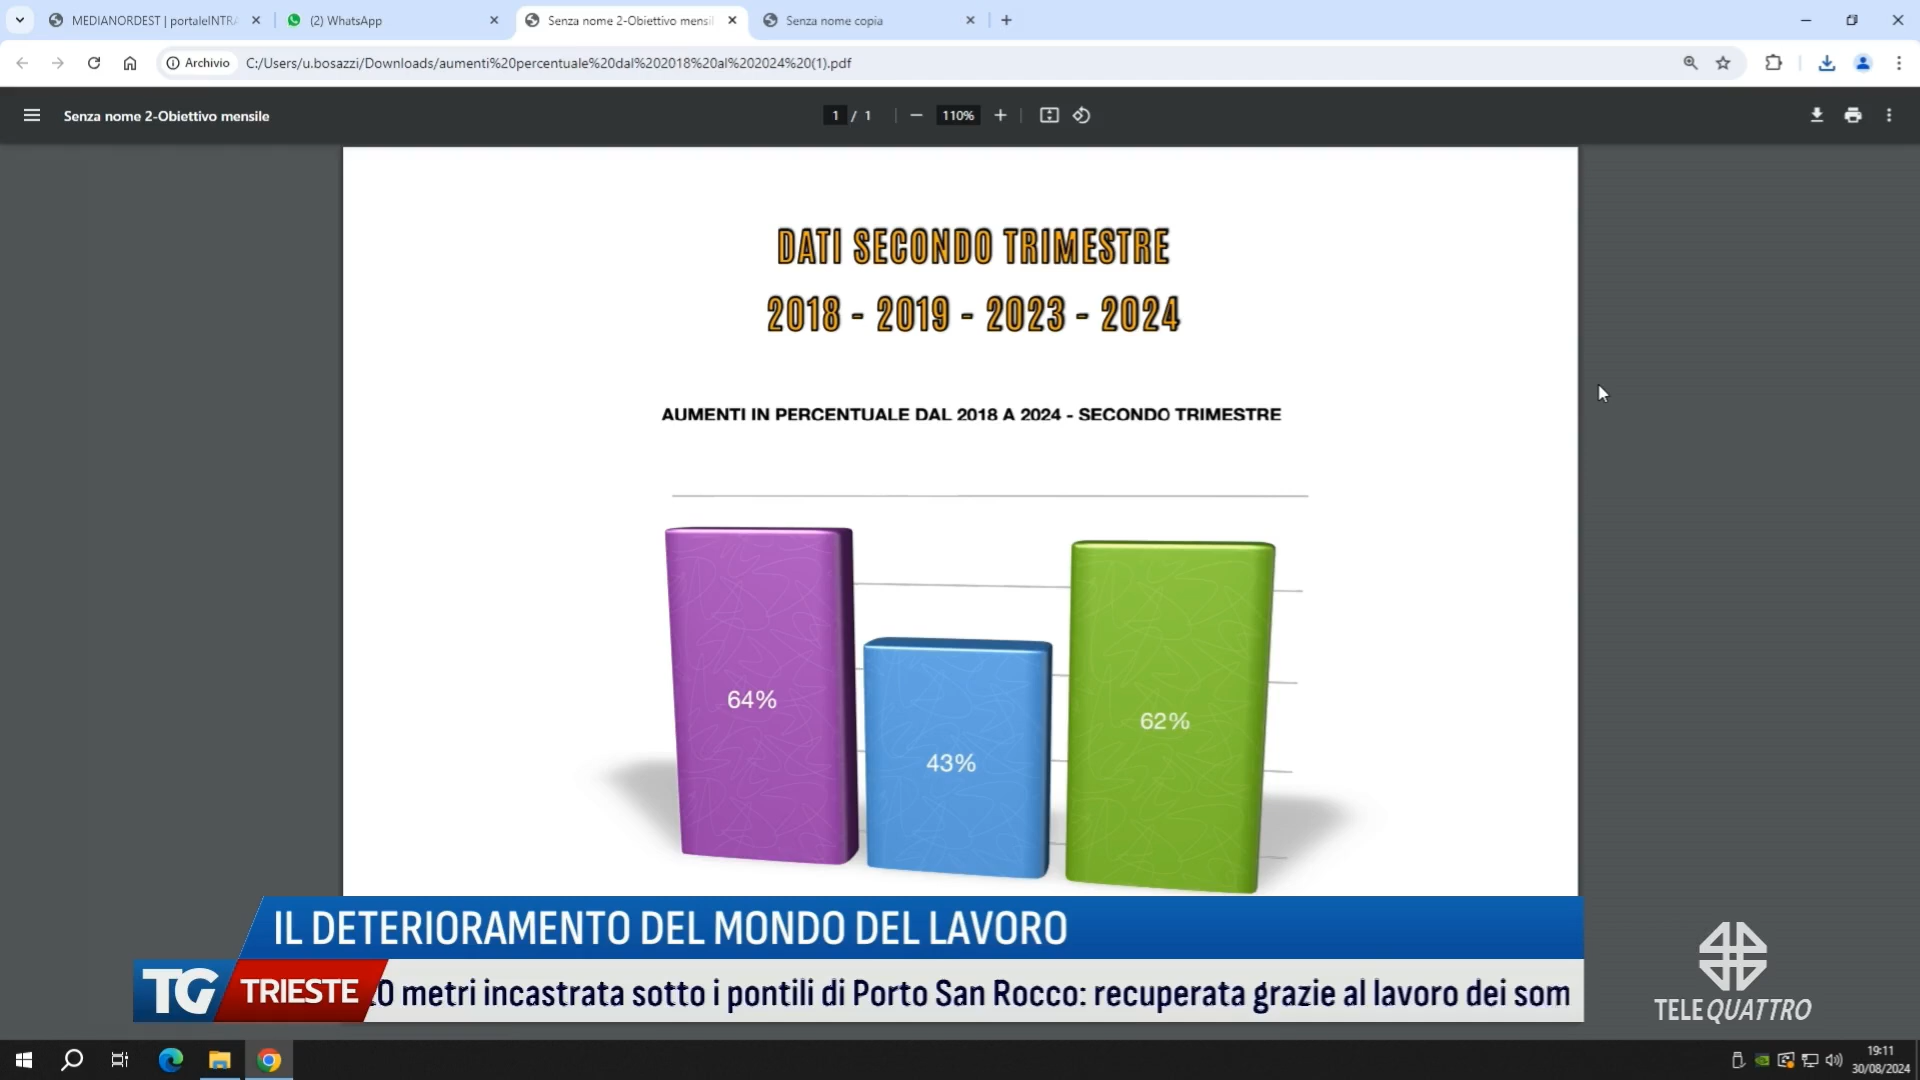 MEDIANORDEST | portaleINTRA
(2) WhatsApp
Senza nome 2-Obiettivo mensil
Senza nome copia
Archivio
C:/Users/u.bosazzi/Downloads/aumenti%20percentuale%20dal%202018%20al%202024%20(1).pdf
Senza nome 2-Obiettivo mensile
1 / 1
110%
DATI SECONDO TRIMESTRE
2018 - 2019 - 2023 - 2024
AUMENTI IN PERCENTUALE DAL 2018 A 2024 - SECONDO TRIMESTRE
64%
43%
62%
IL DETERIORAMENTO DEL MONDO DEL LAVORO
TG TRIESTE
0 metri incastrata sotto i pontili di Porto San Rocco: recuperata grazie al lavoro dei som
TELEQUATTRO
19:11
30/08/2024